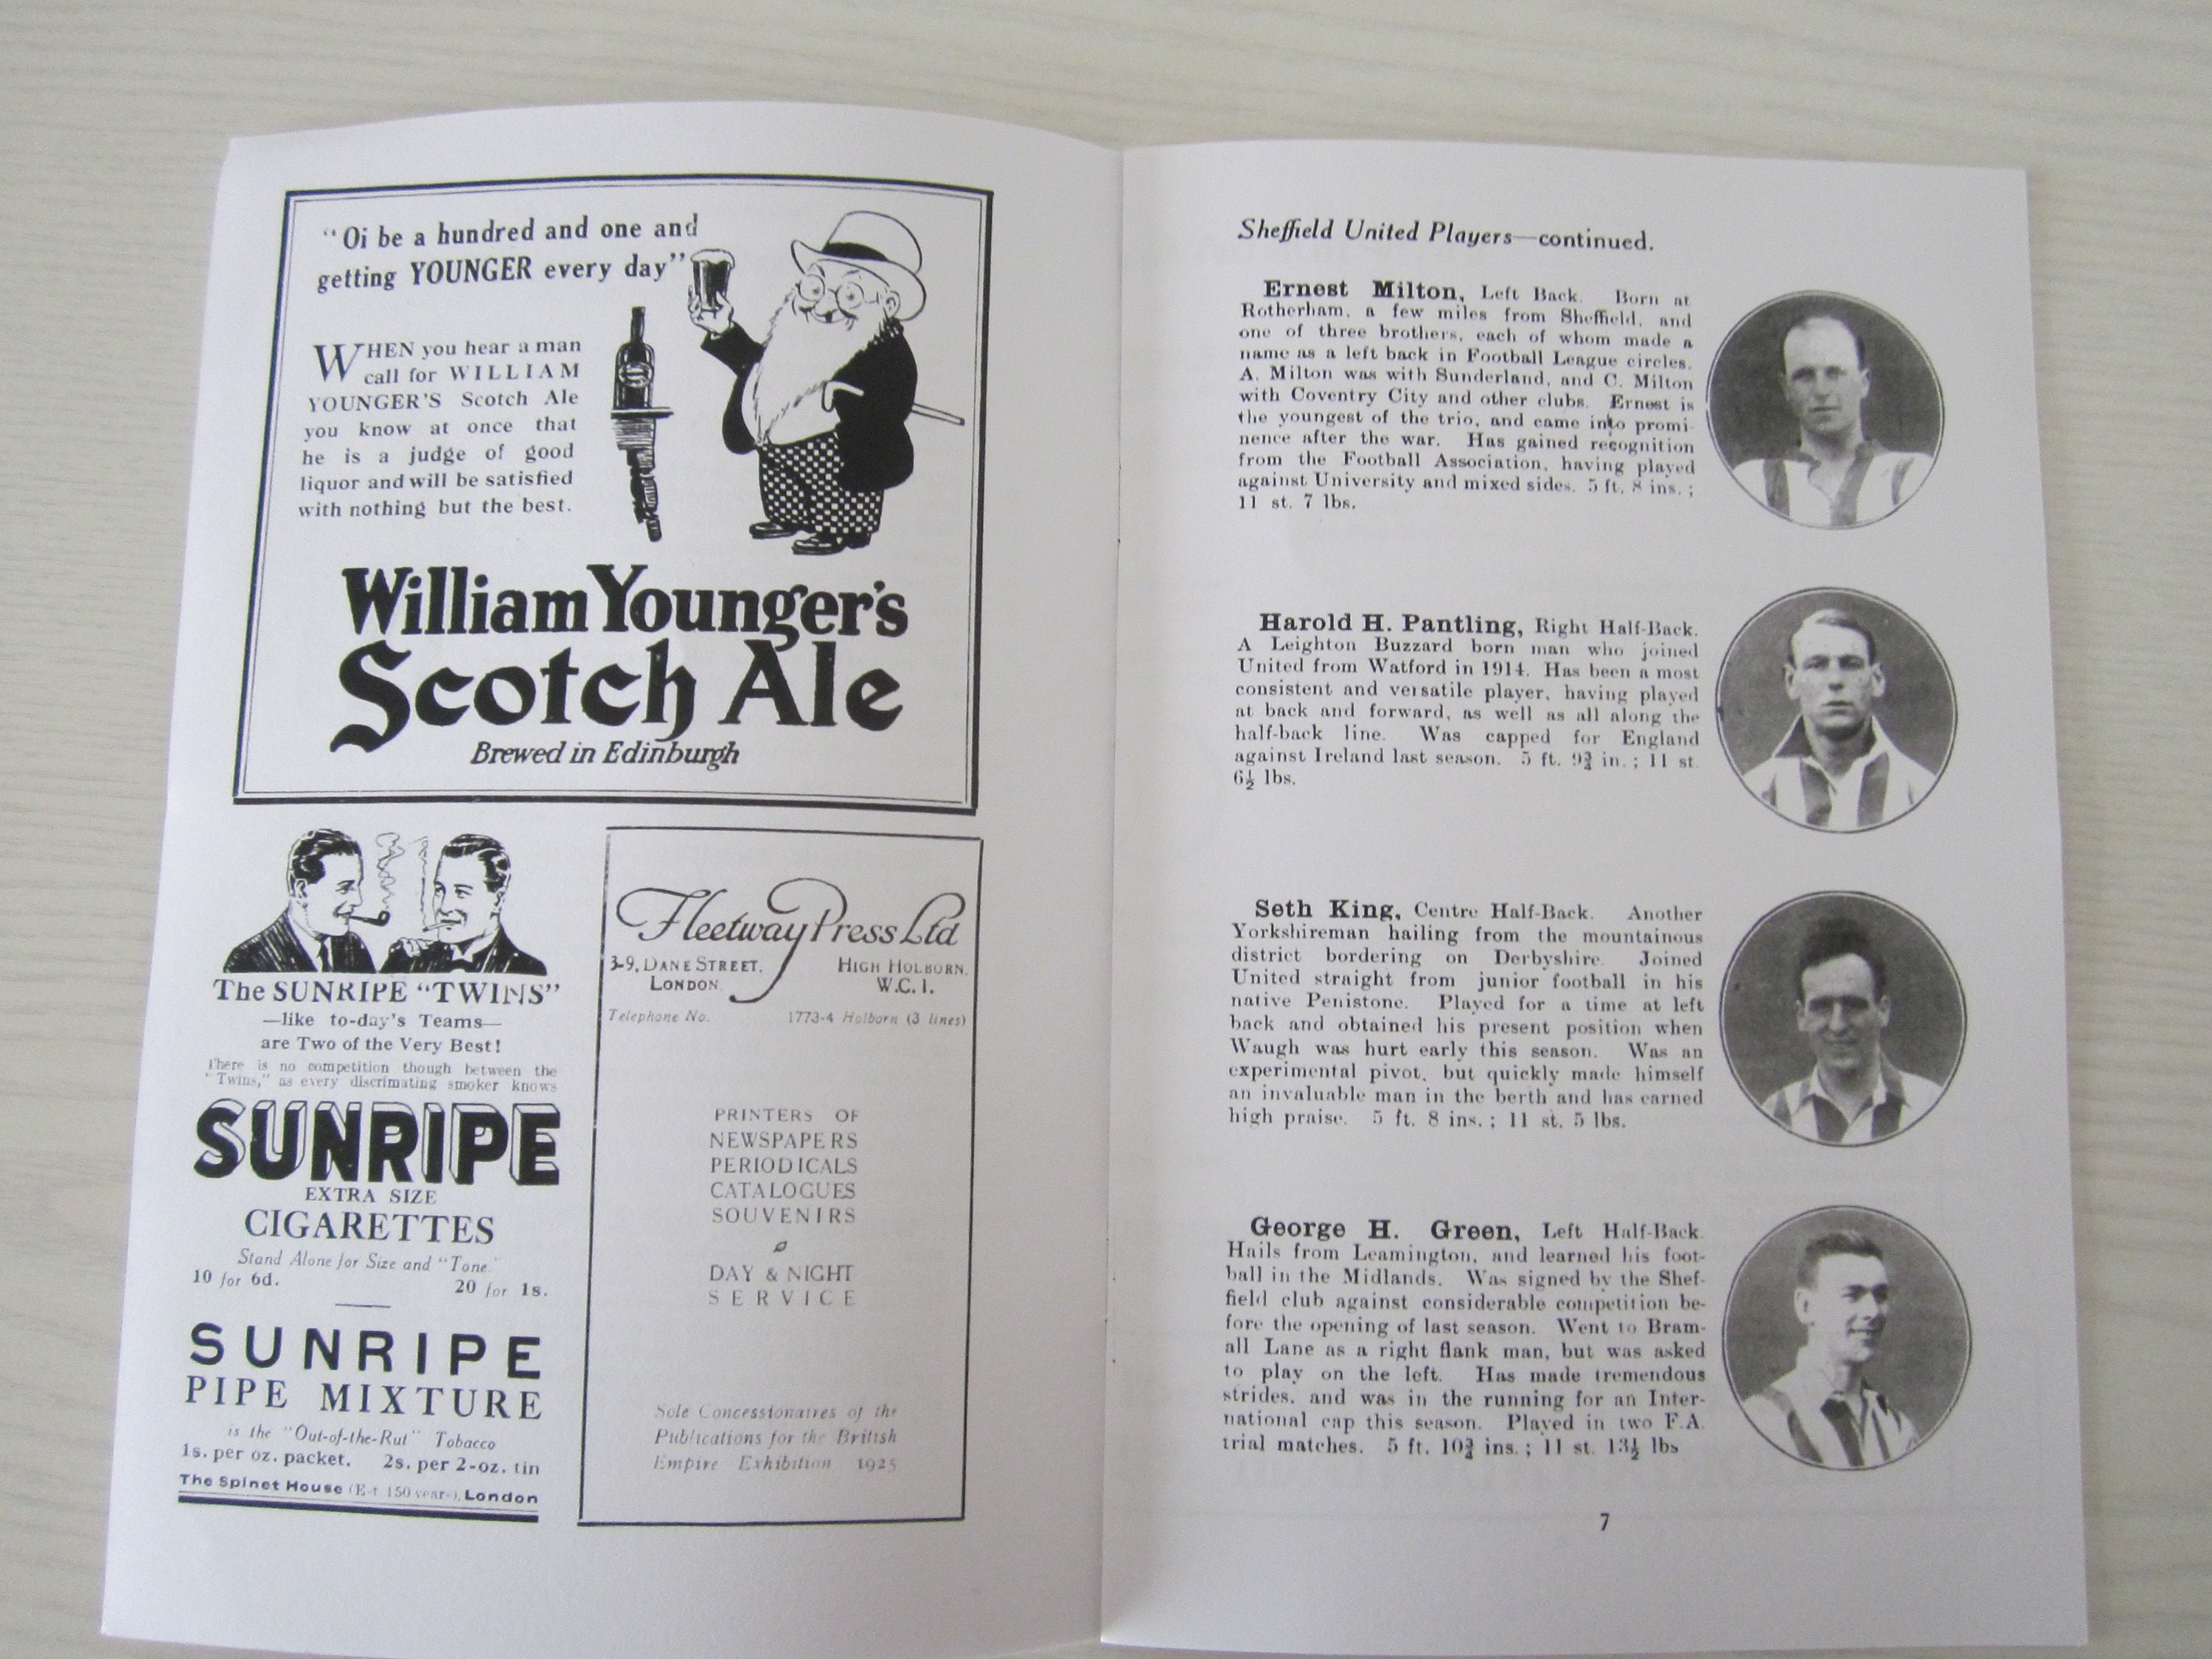 "Oi be a hundred and one and
getting YOUNGER every day"
WHEN you hear a man
call for WILLIAM
YOUNGER'S Scotch Ale
you know at once that
he is a judge of good
liquor and will be satisfied
with nothing but the best.
William Younger's
Scotch Ale
Brewed in Edinburgh
The SUNRIPE "TWINS"
—like to-day's Teams—
are Two of the Very Best!
There is no competition though between the
"Twins," as every discrimating smoker knows
SUNRIPE
EXTRA SIZE
CIGARETTES
Stand Alone for Size and "Tone."
10 for 6d. 20 for 1s.
SUNRIPE
PIPE MIXTURE
is the "Out-of-the-Rut" Tobacco
1s. per oz. packet. 2s. per 2-oz. tin
The Spinet House (Est. 150 years), London
Fleetway Press Ltd
3-9, DANE STREET, HIGH HOLBORN,
LONDON W.C.1.
Telephone No. 1773-4 Holborn (3 lines)
PRINTERS OF
NEWSPAPERS
PERIODICALS
CATALOGUES
SOUVENIRS
DAY & NIGHT
SERVICE
Sole Concessionaires of the
Publications for the British
Empire Exhibition 1925
Sheffield United Players—continued.
Ernest Milton, Left Back. Born at
Rotherham, a few miles from Sheffield, and
one of three brothers, each of whom made a
name as a left back in Football League circles.
A. Milton was with Sunderland, and C. Milton
with Coventry City and other clubs. Ernest is
the youngest of the trio, and came into promi-
nence after the war. Has gained recognition
from the Football Association, having played
against University and mixed sides. 5 ft. 8 ins.;
11 st. 7 lbs.
Harold H. Pantling, Right Half-Back.
A Leighton Buzzard born man who joined
United from Watford in 1914. Has been a most
consistent and versatile player, having played
at back and forward, as well as all along the
half-back line. Was capped for England
against Ireland last season. 5 ft. 9¾ in.; 11 st.
6½ lbs.
Seth King, Centre Half-Back. Another
Yorkshireman hailing from the mountainous
district bordering on Derbyshire. Joined
United straight from junior football in his
native Penistone. Played for a time at left
back and obtained his present position when
Waugh was hurt early this season. Was an
experimental pivot, but quickly made himself
an invaluable man in the berth and has earned
high praise. 5 ft. 8 ins.; 11 st. 5 lbs.
George H. Green, Left Half-Back.
Hails from Leamington, and learned his foot-
ball in the Midlands. Was signed by the Shef-
field club against considerable competition be-
fore the opening of last season. Went to Bram-
all Lane as a right flank man, but was asked
to play on the left. Has made tremendous
strides, and was in the running for an Inter-
national cap this season. Played in two F.A.
trial matches. 5 ft. 10¾ ins.; 11 st. 13½ lbs
7